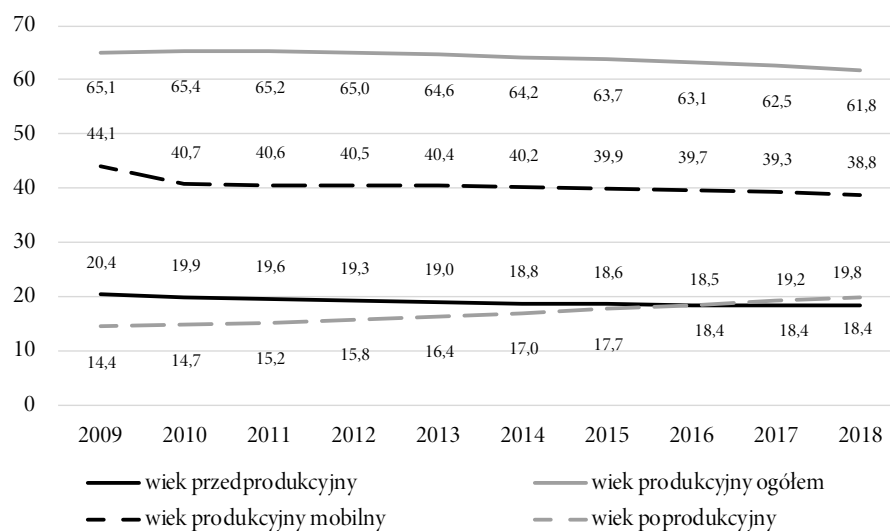 70
60
65,1 65,4 65,2 65,0 64,6 64,2 63,7 63,1 62,5 61,8
50
44,1 40,7 40,6 40,5 40,4 40,2 39,9 39,7 39,3 38,8
40
30
20,4 19,9 19,6 19,3 19,0 18,8 18,6 18,5 19,2 19,8
20
18,4 18,4 18,4
10
14,4 14,7 15,2 15,8 16,4 17,0 17,7
0
2009 2010 2011 2012 2013 2014 2015 2016 2017 2018
wiek przedprodukcyjny wiek produkcyjny ogółem
wiek produkcyjny mobilny wiek poprodukcyjny